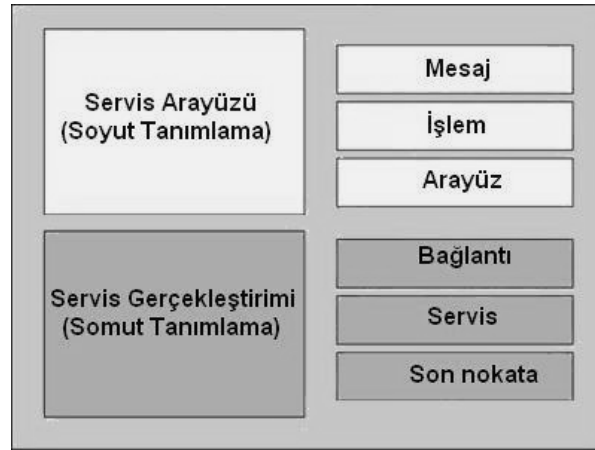 Servis Arayüzü
(Soyut Tanımlama)
Mesaj
İşlem
Arayüz
Servis Gerçekleştirimi
(Somut Tanımlama)
Bağlantı
Servis
Son nokata